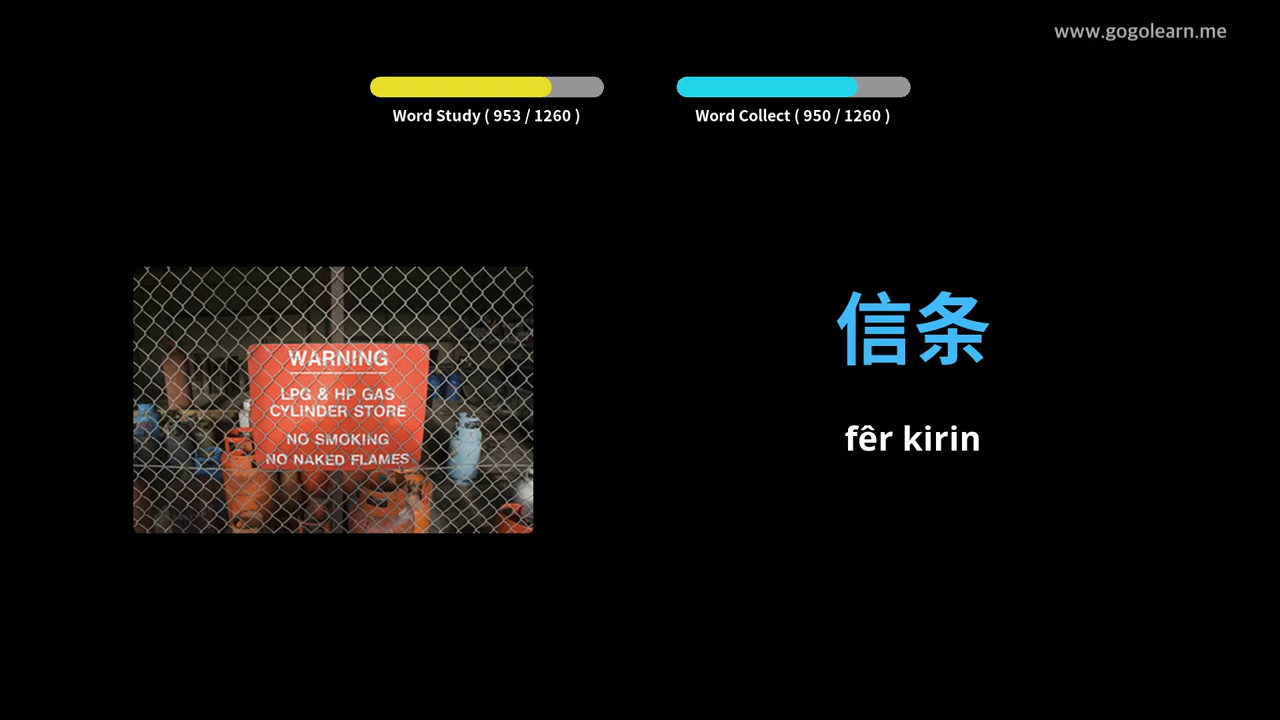 www.gogolearn.me
Word Study ( 953 / 1260 )
Word Collect ( 950 / 1260 )
WARNING
LPG & HP GAS
CYLINDER STORE
NO SMOKING
NO NAKED FLAMES
信条
fêr kirin